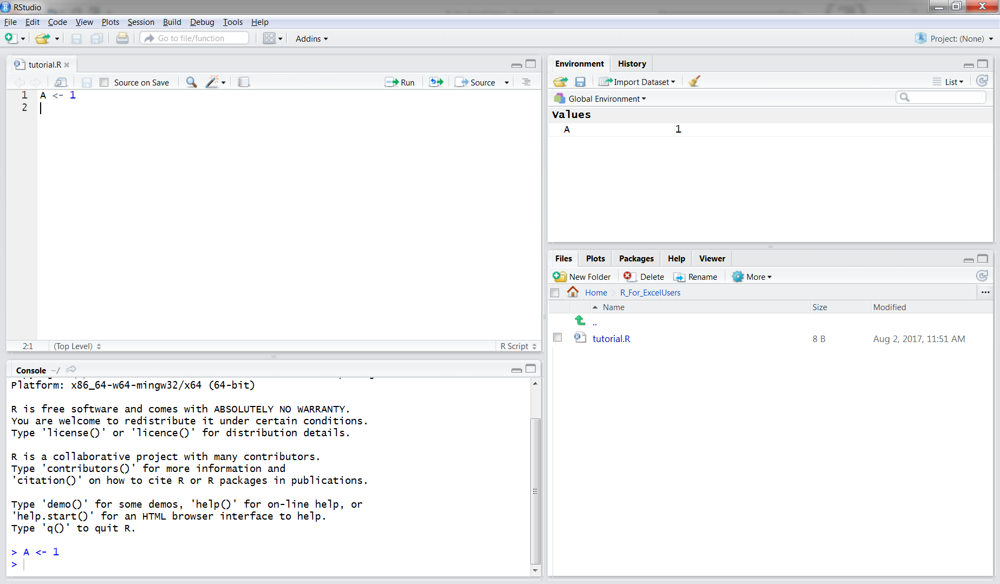 RStudio
File Edit Code View Plots Session Build Debug Tools Help
Go to file/function Addins Project: (None)
tutorial.R
Source on Save Run Source
1 A <- 1
2
2:1 (Top Level) R Script
Console ~/
Platform: x86_64-w64-mingw32/x64 (64-bit)
R is free software and comes with ABSOLUTELY NO WARRANTY.
You are welcome to redistribute it under certain conditions.
Type 'license()' or 'licence()' for distribution details.
R is a collaborative project with many contributors.
Type 'contributors()' for more information and
'citation()' on how to cite R or R packages in publications.
Type 'demo()' for some demos, 'help()' for on-line help, or
'help.start()' for an HTML browser interface to help.
Type 'q()' to quit R.
> A <- 1
>
Environment History
Import Dataset List
Global Environment
Values
A 1
Files Plots Packages Help Viewer
New Folder Delete Rename More
Home R_For_ExcelUsers ...
Name Size Modified
..
tutorial.R 8 B Aug 2, 2017, 11:51 AM